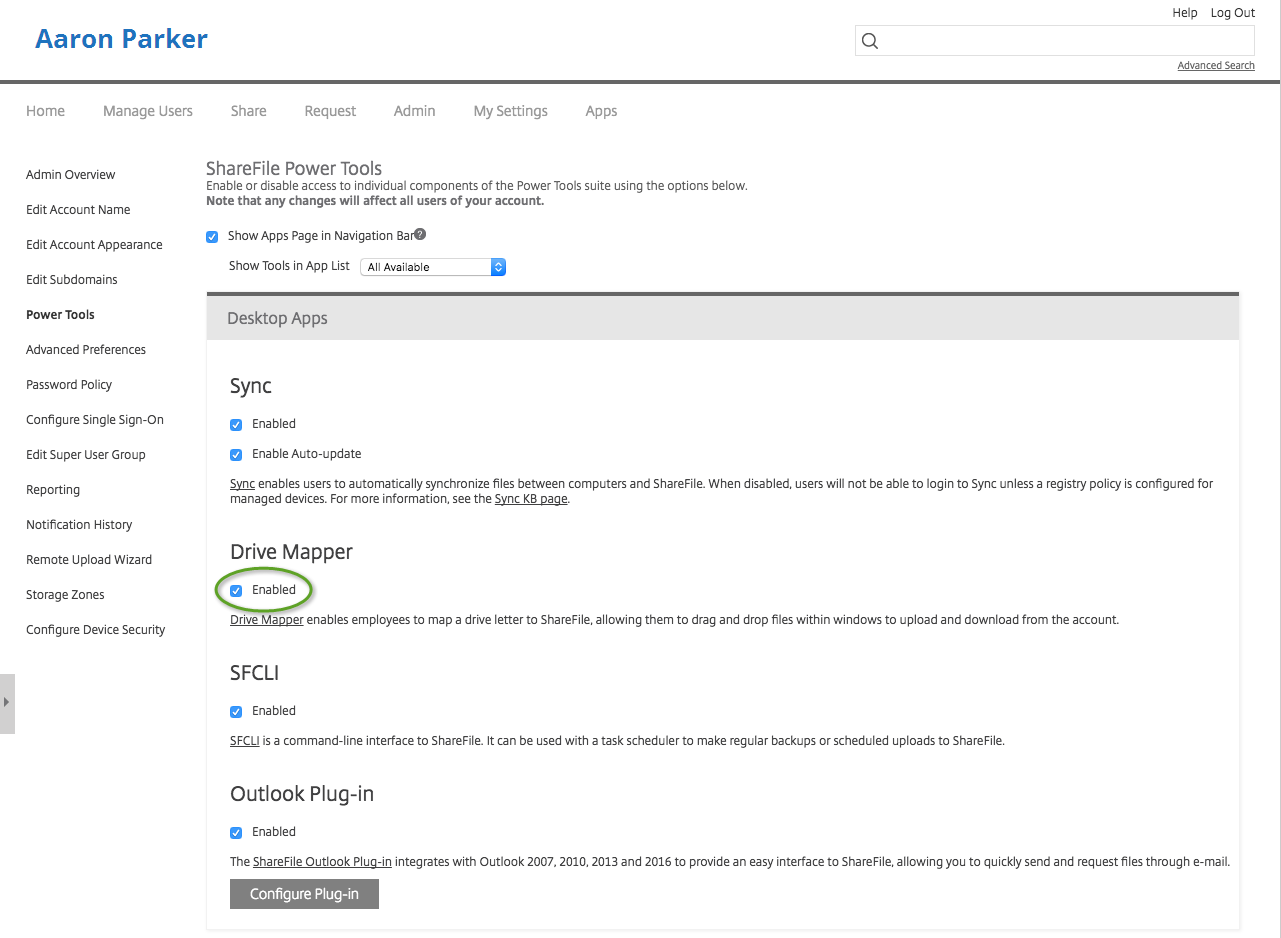 Help Log Out
Aaron Parker
Advanced Search
Home Manage Users Share Request Admin My Settings Apps
Admin Overview
Edit Account Name
Edit Account Appearance
Edit Subdomains
Power Tools
Advanced Preferences
Password Policy
Configure Single Sign-On
Edit Super User Group
Reporting
Notification History
Remote Upload Wizard
Storage Zones
Configure Device Security
ShareFile Power Tools
Enable or disable access to individual components of the Power Tools suite using the options below.
Note that any changes will affect all users of your account.
Show Apps Page in Navigation Bar?
Show Tools in App List All Available
Desktop Apps
Sync
Enabled
Enable Auto-update
Sync enables users to automatically synchronize files between computers and ShareFile. When disabled, users will not be able to login to Sync unless a registry policy is configured for
managed devices. For more information, see the Sync KB page.
Drive Mapper
Enabled
Drive Mapper enables employees to map a drive letter to ShareFile, allowing them to drag and drop files within windows to upload and download from the account.
SFCLI
Enabled
SFCLI is a command-line interface to ShareFile. It can be used with a task scheduler to make regular backups or scheduled uploads to ShareFile.
Outlook Plug-in
Enabled
The ShareFile Outlook Plug-in integrates with Outlook 2007, 2010, 2013 and 2016 to provide an easy interface to ShareFile, allowing you to quickly send and request files through e-mail.
Configure Plug-in